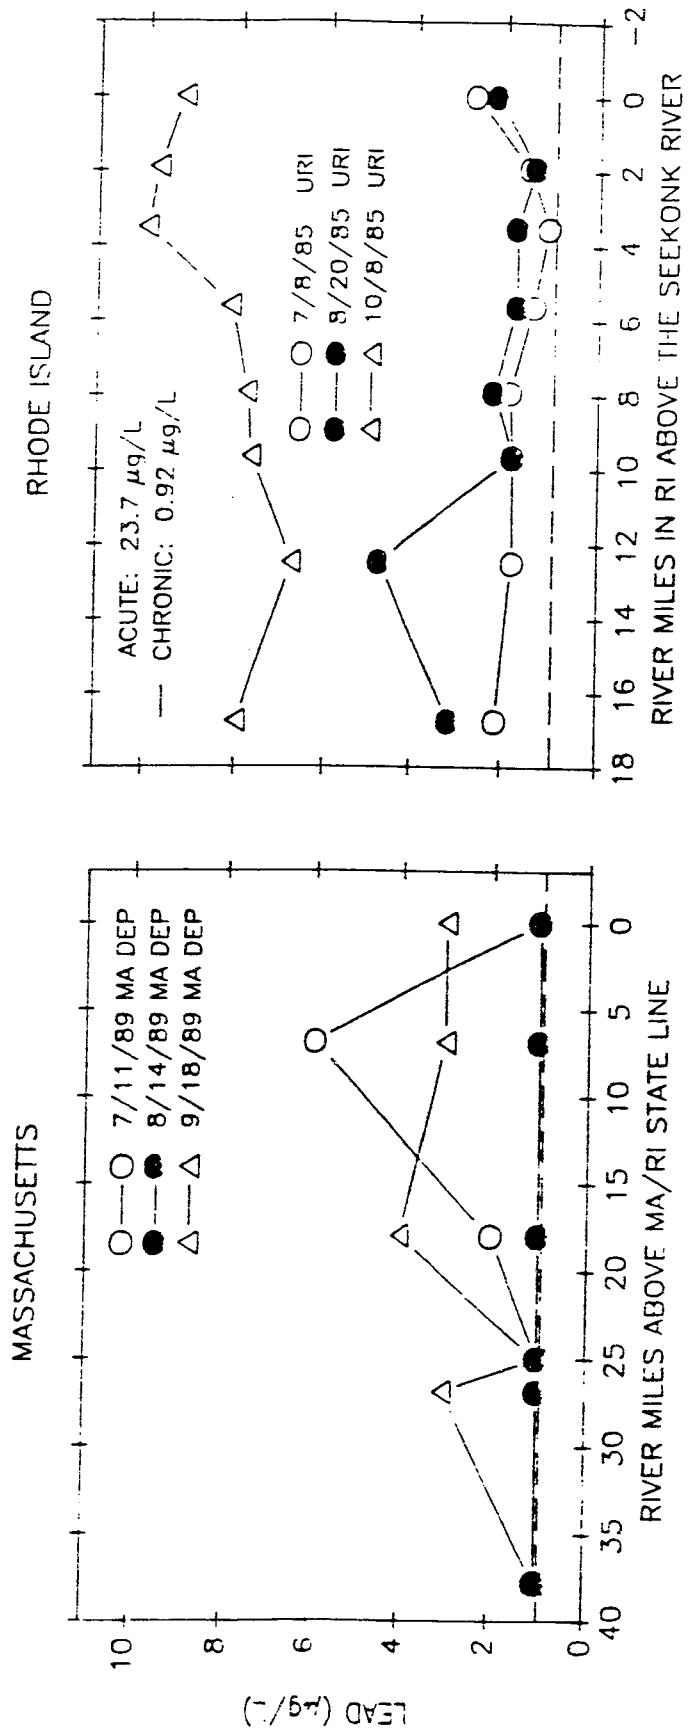 MASSACHUSETTS
7/11/89 MA DEP
8/14/89 MA DEP
9/18/89 MA DEP
LEAD (μg/L)
10
8
6
4
2
0
40
35
30
25
20
15
10
5
0
RIVER MILES ABOVE MA/RI STATE LINE
RHODE ISLAND
ACUTE: 23.7 μg/L
— CHRONIC: 0.92 μg/L
7/8/85 URI
8/20/85 URI
10/8/85 URI
18
16
14
12
10
8
6
4
2
0
-2
RIVER MILES IN RI ABOVE THE SEEKONK RIVER